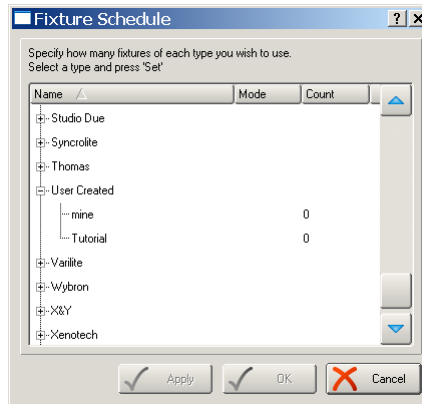 Fixture Schedule
Specify how many fixtures of each type you wish to use.
Select a type and press 'Set'
Name Mode Count
Studio Due
Syncrolite
Thomas
User Created
mine 0
Tutorial 0
Varilite
Wybron
X&Y
Xenotech
Apply OK Cancel